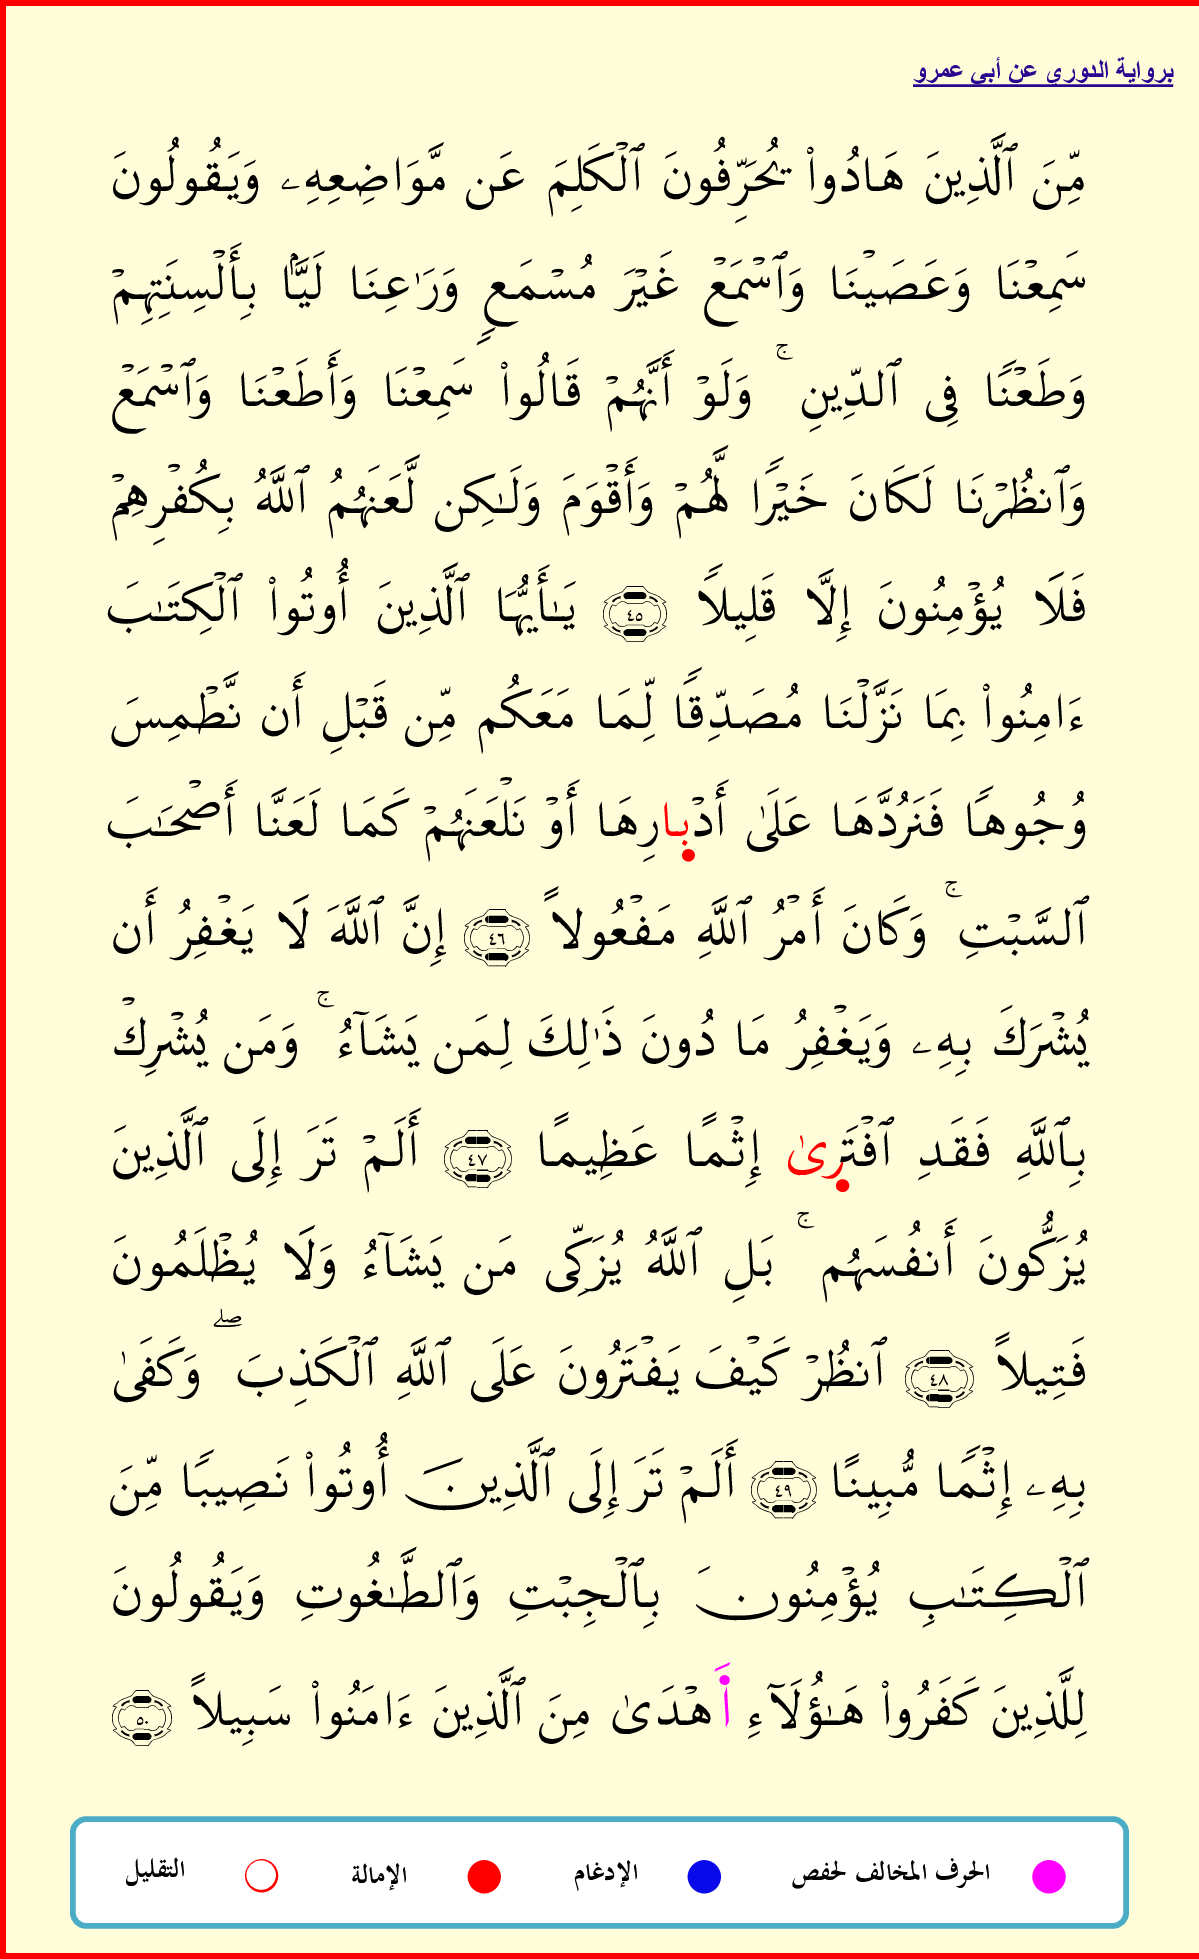 برواية الدوري عن أبي عمرو
مِّنَ ٱلَّذِينَ هَادُواْ يُحَرِّفُونَ ٱلْكَلِمَ عَن مَّوَاضِعِهِۦ وَيَقُولُونَ
سَمِعْنَا وَعَصَيْنَا وَٱسْمَعْ غَيْرَ مُسْمَعٍ وَرَٰعِنَا لَيَّۢا بِأَلْسِنَتِهِمْ
وَطَعْنًا فِى ٱلدِّينِ ۚ وَلَوْ أَنَّهُمْ قَالُواْ سَمِعْنَا وَأَطَعْنَا وَٱسْمَعْ
وَٱنظُرْنَا لَكَانَ خَيْرًا لَّهُمْ وَأَقْوَمَ وَلَـٰكِن لَّعَنَهُمُ ٱللَّهُ بِكُفْرِهِمْ
فَلَا يُؤْمِنُونَ إِلَّا قَلِيلاً ٤٥ يَـٰأَيُّهَا ٱلَّذِينَ أُوتُواْ ٱلْكِتَـٰبَ
ءَامِنُواْ بِمَا نَزَّلْنَا مُصَدِّقًا لِّمَا مَعَكُم مِّن قَبْلِ أَن نَّطْمِسَ
وُجُوهًا فَنَرُدَّهَا عَلَىٰ أَدْبِارِهَا أَوْ نَلْعَنَهُمْ كَمَا لَعَنَّا أَصْحَـٰبَ
ٱلسَّبْتِ ۚ وَكَانَ أَمْرُ ٱللَّهِ مَفْعُولاً ٤٦ إِنَّ ٱللَّهَ لَا يَغْفِرُ أَن
يُشْرَكَ بِهِۦ وَيَغْفِرُ مَا دُونَ ذَٰلِكَ لِمَن يَشَآءُ ۚ وَمَن يُشْرِكْ
بِٱللَّهِ فَقَدِ ٱفْتَرِىٰ إِثْمًا عَظِيمًا ٤٧ أَلَمْ تَرَ إِلَى ٱلَّذِينَ
يُزَكُّونَ أَنفُسَهُم ۚ بَلِ ٱللَّهُ يُزَكِّى مَن يَشَآءُ وَلَا يُظْلَمُونَ
فَتِيلاً ٤٨ ٱنظُرْ كَيْفَ يَفْتَرُونَ عَلَى ٱللَّهِ ٱلْكَذِبَ ۖ وَكَفَىٰ
بِهِۦ إِثْمًا مُّبِينًا ٤٩ أَلَمْ تَرَ إِلَى ٱلَّذِينَ أُوتُواْ نَصِيبًا مِّنَ
ٱلْكِتَـٰبِ يُؤْمِنُونَ بِٱلْجِبْتِ وَٱلطَّـٰغُوتِ وَيَقُولُونَ
لِلَّذِينَ كَفَرُواْ هَـٰؤُلَآءِ أَهْدَىٰ مِنَ ٱلَّذِينَ ءَامَنُواْ سَبِيلاً ٥٠
الحرف المخالف لحفص الإدغام الإمالة التقليل